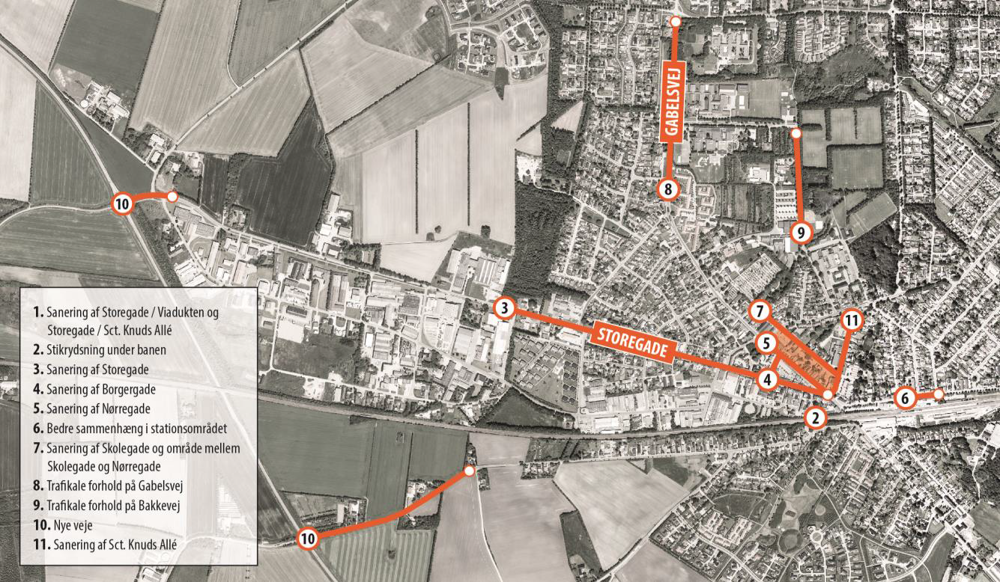 GABELSVEJ
8
9
10
3
STOREGADE
7
11
5
4
6
2
10
1. Sanering af Storegade / Viadukten og
Storegade / Sct. Knuds Allé
2. Stikrydsning under banen
3. Sanering af Storegade
4. Sanering af Borgergade
5. Sanering af Nørregade
6. Bedre sammenhæng i stationsområdet
7. Sanering af Skolegade og område mellem
Skolegade og Nørregade
8. Trafikale forhold på Gabelsvej
9. Trafikale forhold på Bakkevej
10. Nye veje
11. Sanering af Sct. Knuds Allé